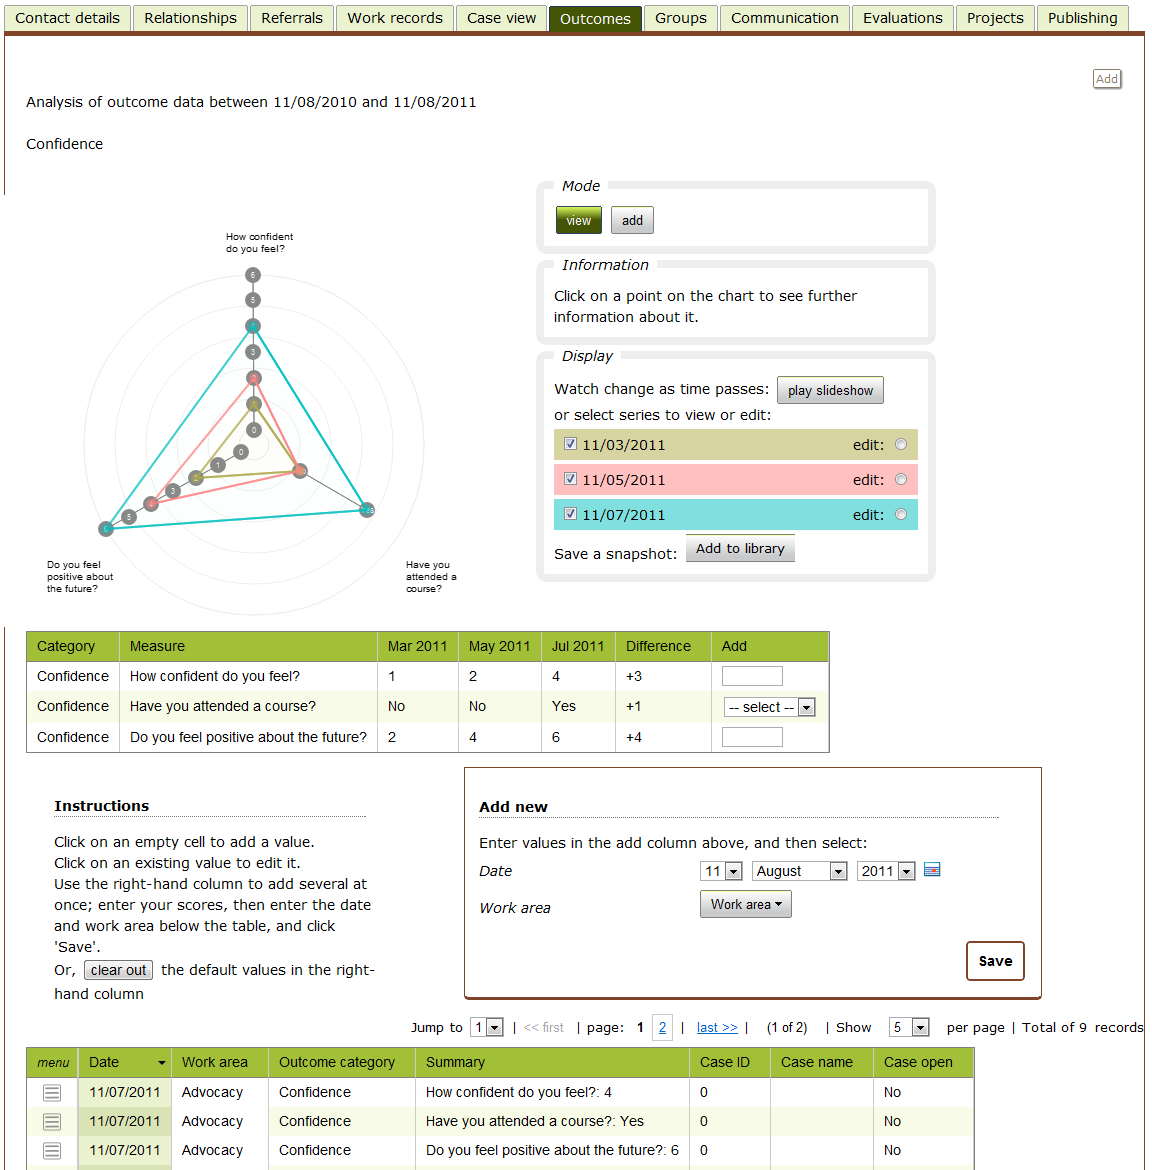 Contact details Relationships Referrals Work records Case view Outcomes Groups Communication Evaluations Projects Publishing
Add
Analysis of outcome data between 11/08/2010 and 11/08/2011
Confidence
Mode
view add
Information
Click on a point on the chart to see further
information about it.
Display
Watch change as time passes: play slideshow
or select series to view or edit:
11/03/2011 edit:
11/05/2011 edit:
11/07/2011 edit:
Save a snapshot: Add to library
How confident
do you feel?
6
5
3
0
0
1
3
5
Do you feel
positive about
the future?
Have you
attended a
course?
Category Measure Mar 2011 May 2011 Jul 2011 Difference Add
Confidence How confident do you feel? 1 2 4 +3
Confidence Have you attended a course? No No Yes +1 -- select --
Confidence Do you feel positive about the future? 2 4 6 +4
Instructions
Click on an empty cell to add a value.
Click on an existing value to edit it.
Use the right-hand column to add several at
once; enter your scores, then enter the date
and work area below the table, and click
'Save'.
Or, clear out the default values in the right-
hand column
Add new
Enter values in the add column above, and then select:
Date 11 August 2011
Work area Work area
Save
Jump to 1 | << first | page: 1 2 | last >> | (1 of 2) | Show 5 per page | Total of 9 records
menu Date Work area Outcome category Summary Case ID Case name Case open
11/07/2011 Advocacy Confidence How confident do you feel?: 4 0 No
11/07/2011 Advocacy Confidence Have you attended a course?: Yes 0 No
11/07/2011 Advocacy Confidence Do you feel positive about the future?: 6 0 No